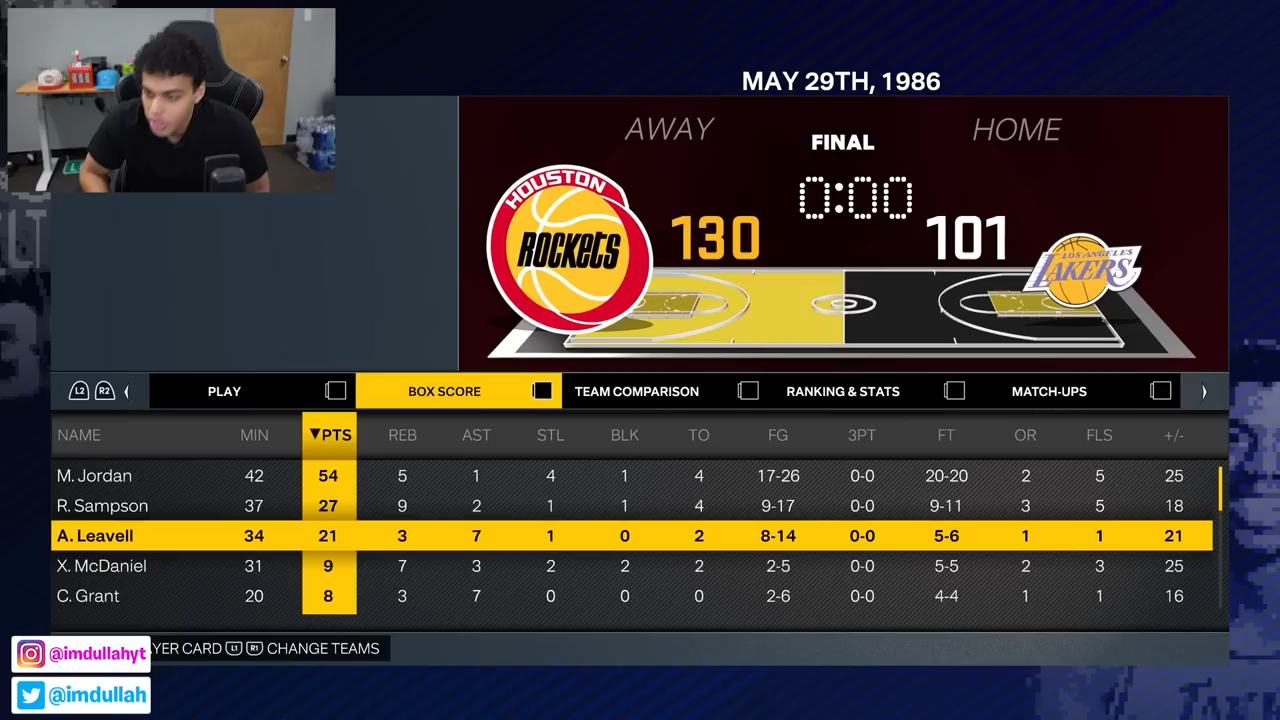 MAY 29TH, 1986
AWAY
FINAL
HOME
HOUSTON
ROCKETS
130
0:00
101
LOS ANGELES
LAKERS
L2 R2 PLAY BOX SCORE TEAM COMPARISON RANKING & STATS MATCH-UPS
NAME MIN ▼PTS REB AST STL BLK TO FG 3PT FT OR FLS +/-
M. Jordan 42 54 5 1 4 1 4 17-26 0-0 20-20 2 5 25
R. Sampson 37 27 9 2 1 1 4 9-17 0-0 9-11 3 5 18
A. Leavell 34 21 3 7 1 0 2 8-14 0-0 5-6 1 1 21
X. McDaniel 31 9 7 3 2 2 2 2-5 0-0 5-5 2 3 25
C. Grant 20 8 3 7 0 0 0 2-6 0-0 4-4 1 1 16
YER CARD L1 R1 CHANGE TEAMS
@imdullahyt
@imdullah